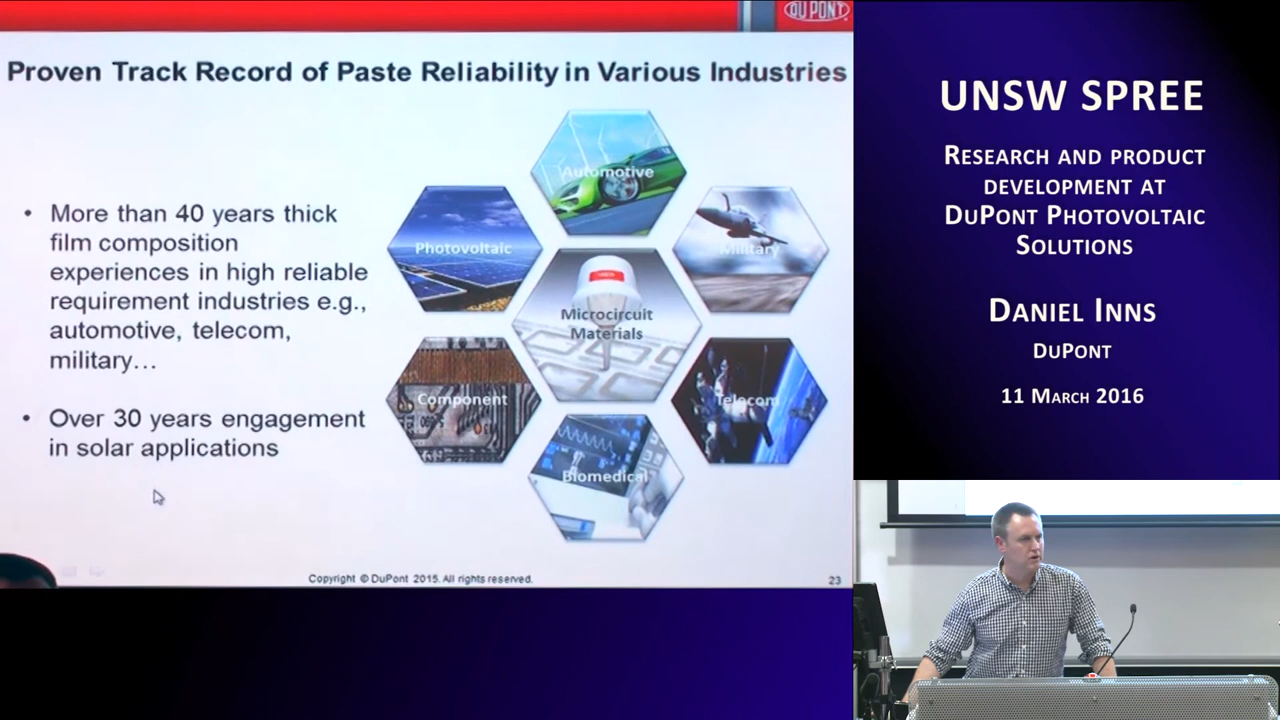 DUPONT
Proven Track Record of Paste Reliability in Various Industries
• More than 40 years thick
film composition
experiences in high reliable
requirement industries e.g.,
automotive, telecom,
military…
• Over 30 years engagement
in solar applications
Automotive
Photovoltaic
Military
Microcircuit
Materials
Component
Telecom
Biomedical
Copyright © DuPont 2015. All rights reserved.
23
UNSW SPREE
RESEARCH AND PRODUCT
DEVELOPMENT AT
DUPONT PHOTOVOLTAIC
SOLUTIONS
DANIEL INNS
DUPONT
11 MARCH 2016